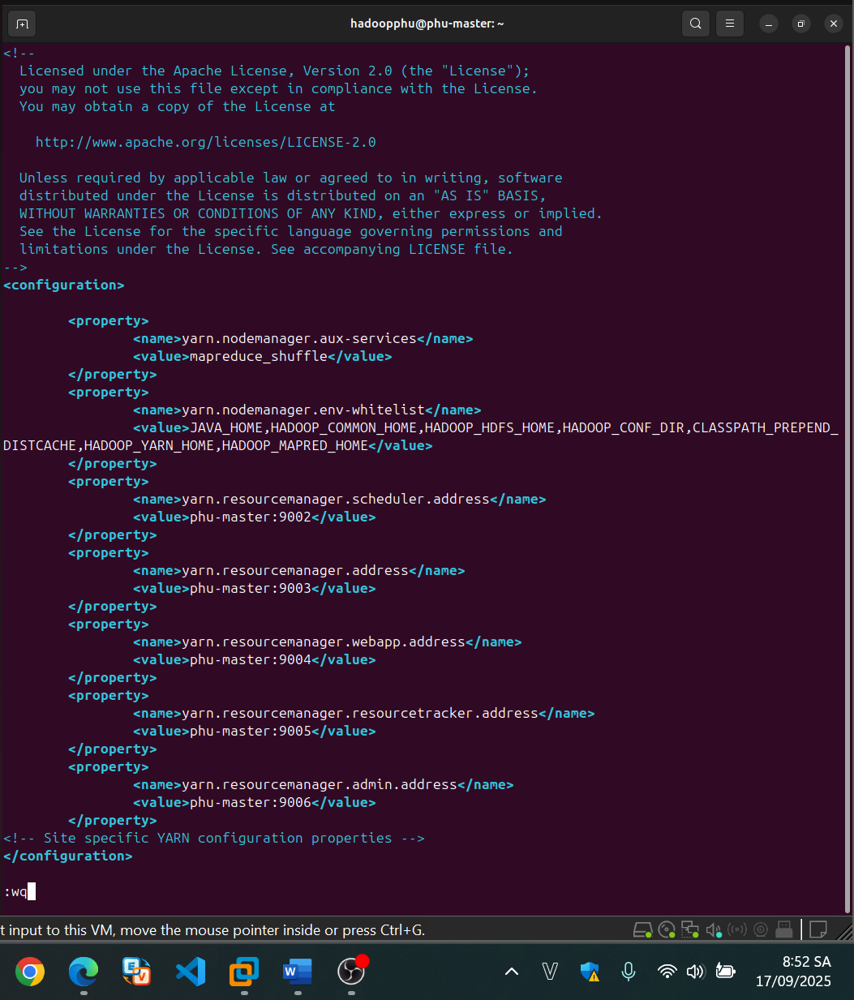 hadoopphu@phu-master: ~
<!--
Licensed under the Apache License, Version 2.0 (the "License");
you may not use this file except in compliance with the License.
You may obtain a copy of the License at
http://www.apache.org/licenses/LICENSE-2.0
Unless required by applicable law or agreed to in writing, software
distributed under the License is distributed on an "AS IS" BASIS,
WITHOUT WARRANTIES OR CONDITIONS OF ANY KIND, either express or implied.
See the License for the specific language governing permissions and
limitations under the License. See accompanying LICENSE file.
-->
<configuration>
<property>
<name>yarn.nodemanager.aux-services</name>
<value>mapreduce_shuffle</value>
</property>
<property>
<name>yarn.nodemanager.env-whitelist</name>
<value>JAVA_HOME,HADOOP_COMMON_HOME,HADOOP_HDFS_HOME,HADOOP_CONF_DIR,CLASSPATH_PREPEND_
DISTCACHE,HADOOP_YARN_HOME,HADOOP_MAPRED_HOME</value>
</property>
<property>
<name>yarn.resourcemanager.scheduler.address</name>
<value>phu-master:9002</value>
</property>
<property>
<name>yarn.resourcemanager.address</name>
<value>phu-master:9003</value>
</property>
<property>
<name>yarn.resourcemanager.webapp.address</name>
<value>phu-master:9004</value>
</property>
<property>
<name>yarn.resourcemanager.resourcetracker.address</name>
<value>phu-master:9005</value>
</property>
<property>
<name>yarn.resourcemanager.admin.address</name>
<value>phu-master:9006</value>
</property>
<!-- Site specific YARN configuration properties -->
</configuration>
:wq
t input to this VM, move the mouse pointer inside or press Ctrl+G.
E
V
W
V
8:52 SA
17/09/2025